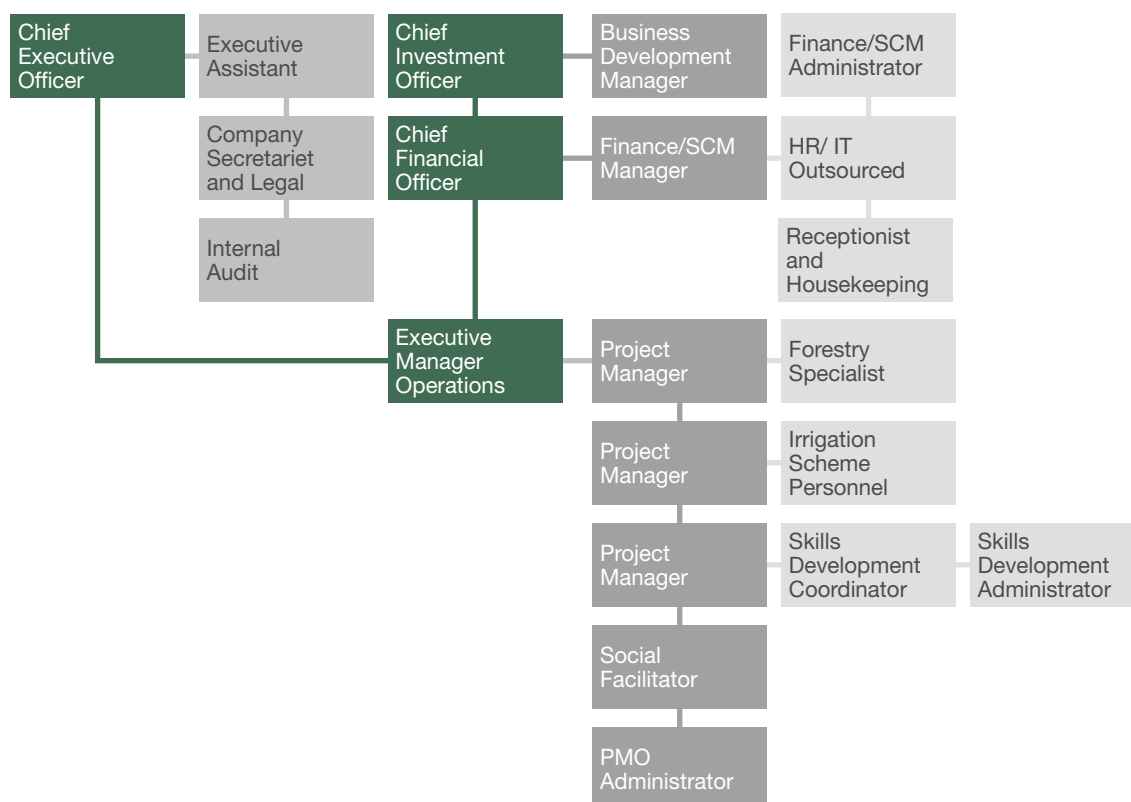 Chief
Executive
Officer
Executive
Assistant
Company
Secretariet
and Legal
Internal
Audit
Chief
Investment
Officer
Business
Development
Manager
Chief
Financial
Officer
Finance/SCM
Manager
Finance/SCM
Administrator
HR/ IT
Outsourced
Receptionist
and
Housekeeping
Executive
Manager
Operations
Project
Manager
Forestry
Specialist
Project
Manager
Irrigation
Scheme
Personnel
Project
Manager
Skills
Development
Coordinator
Skills
Development
Administrator
Social
Facilitator
PMO
Administrator